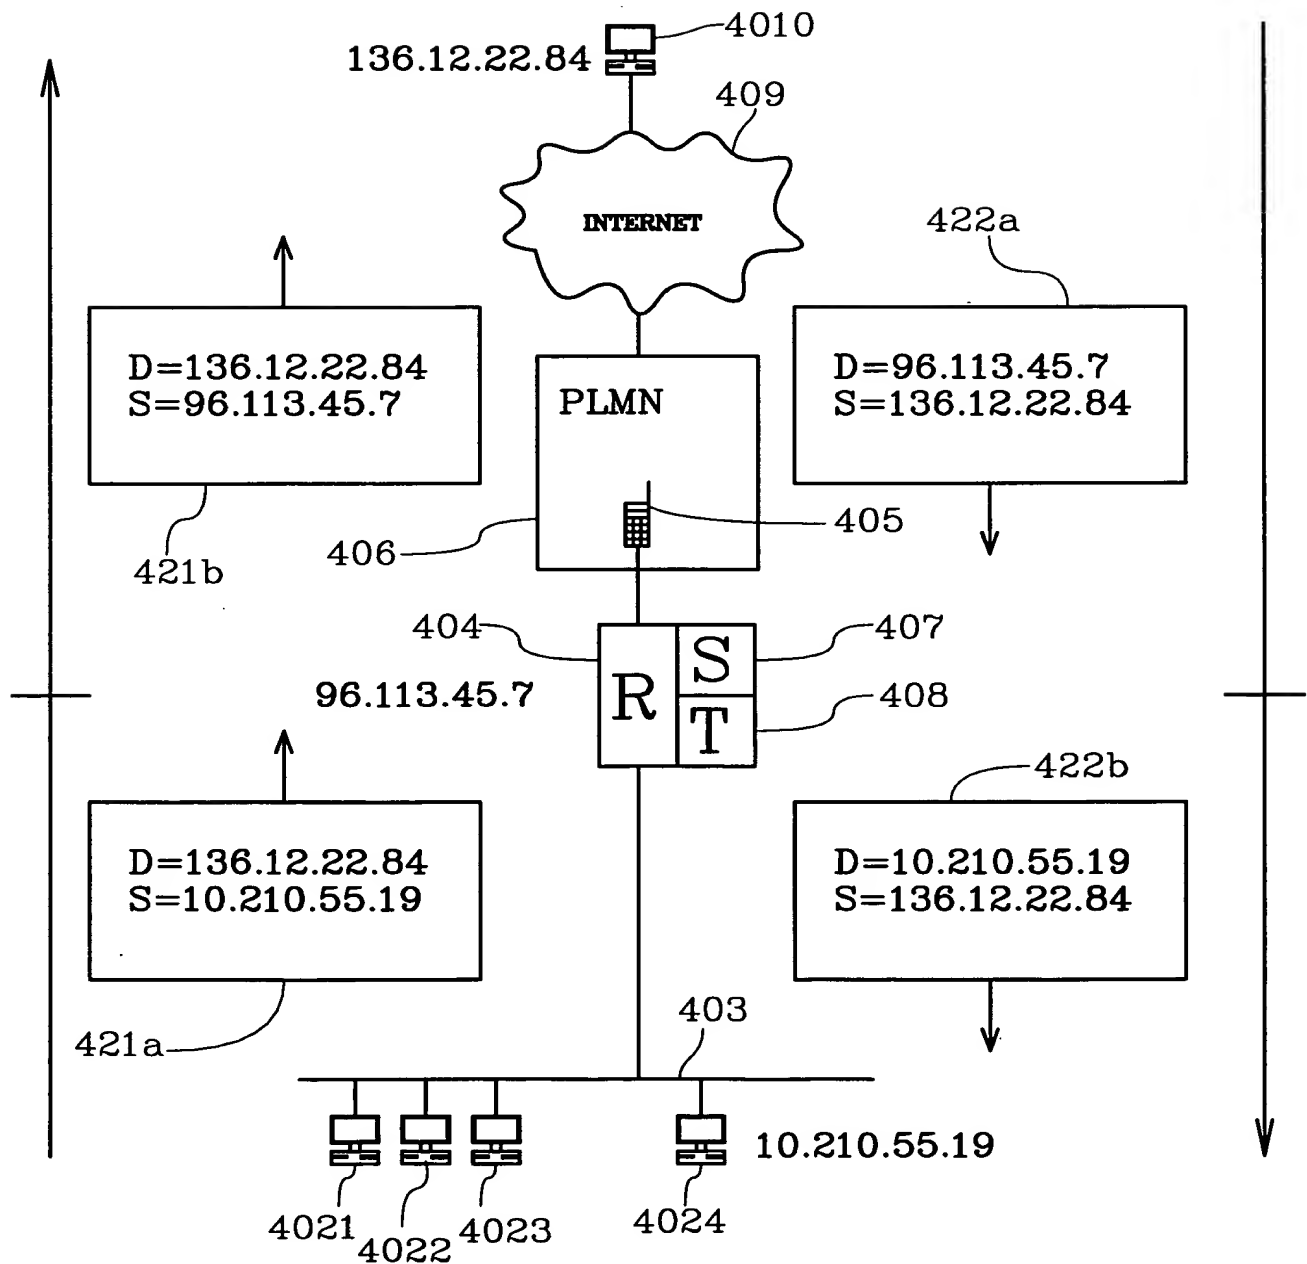 4010
136.12.22.84
409
INTERNET
422a
D=136.12.22.84
S=96.113.45.7
D=96.113.45.7
S=136.12.22.84
PLMN
405
406
421b
404
407
R
S
T
96.113.45.7
408
422b
D=136.12.22.84
S=10.210.55.19
D=10.210.55.19
S=136.12.22.84
403
421a
10.210.55.19
4021
4022
4023
4024